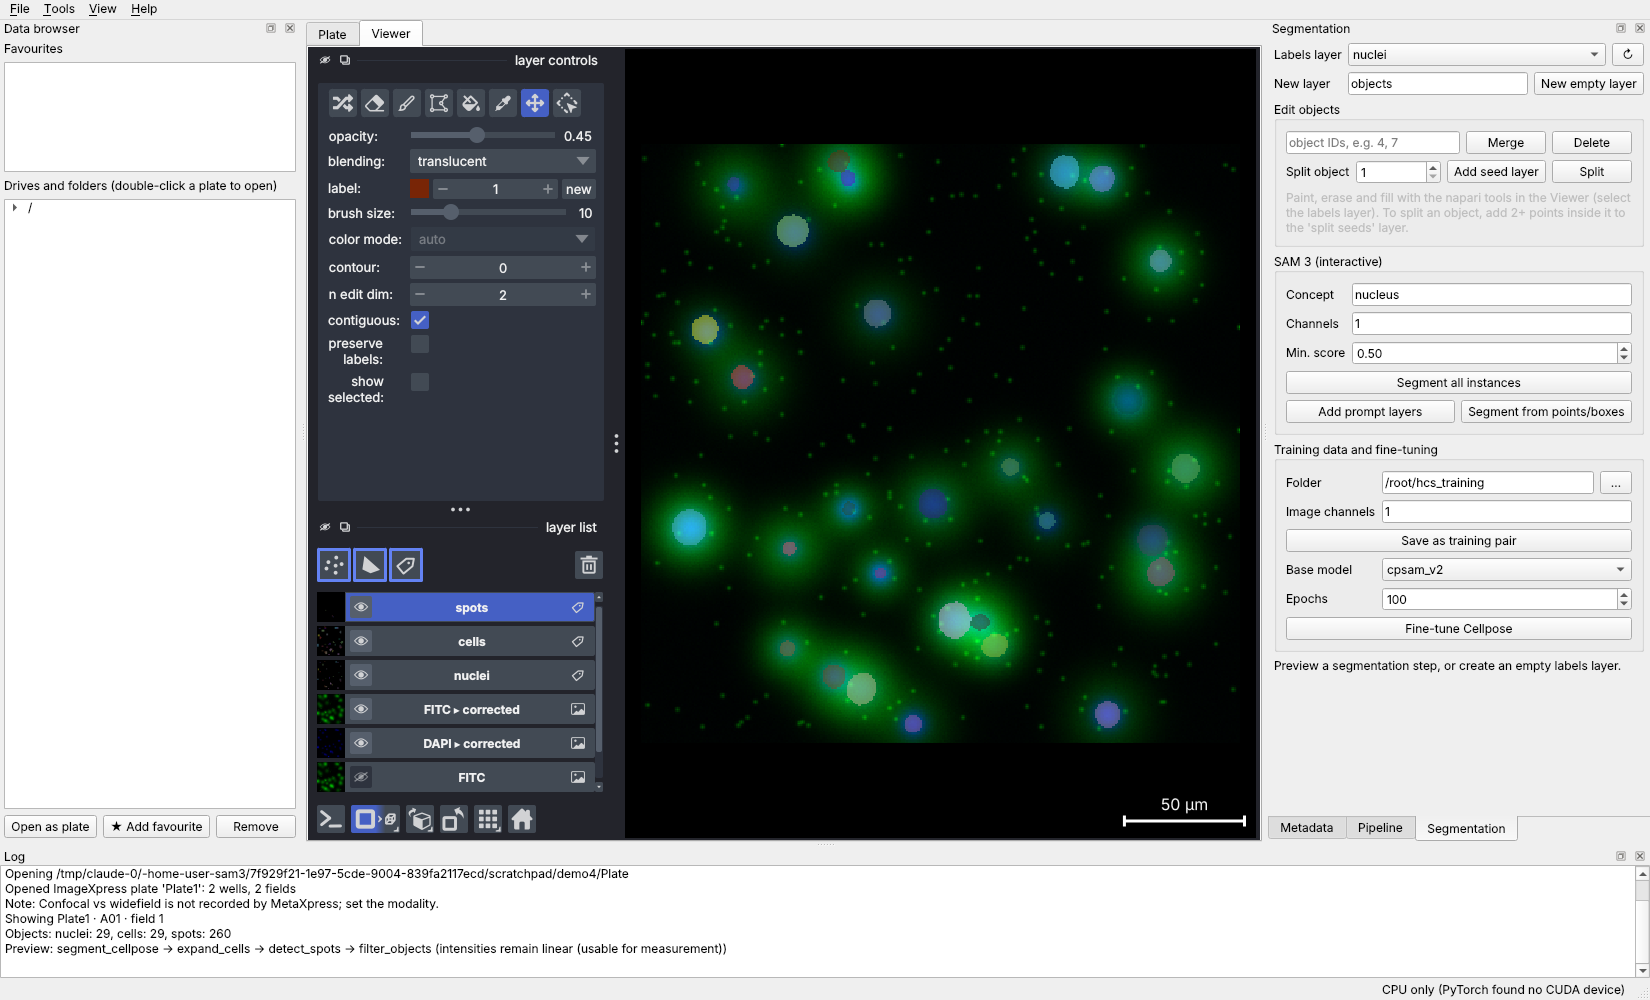 File Tools View Help
Data browser
Favourites
Drives and folders (double-click a plate to open)
/
Open as plate
★ Add favourite
Remove
Plate
Viewer
layer controls
opacity: 0.45
blending: translucent
label: 1 new
brush size: 10
color mode: auto
contour: 0
n edit dim: 2
contiguous:
preserve
labels:
show
selected:
layer list
spots
cells
nuclei
FITC ▸ corrected
DAPI ▸ corrected
FITC
50 µm
Segmentation
Labels layer nuclei
New layer objects New empty layer
Edit objects
object IDs, e.g. 4, 7 Merge Delete
Split object 1 Add seed layer Split
Paint, erase and fill with the napari tools in the Viewer (select
the labels layer). To split an object, add 2+ points inside it to
the 'split seeds' layer.
SAM 3 (interactive)
Concept nucleus
Channels 1
Min. score 0.50
Segment all instances
Add prompt layers Segment from points/boxes
Training data and fine-tuning
Folder /root/hcs_training ...
Image channels 1
Save as training pair
Base model cpsam_v2
Epochs 100
Fine-tune Cellpose
Preview a segmentation step, or create an empty labels layer.
Metadata Pipeline Segmentation
Log
Opening /tmp/claude-0/-home-user-sam3/7f929f21-1e97-5cde-9004-839fa2117ecd/scratchpad/demo4/Plate
Opened ImageXpress plate 'Plate1': 2 wells, 2 fields
Note: Confocal vs widefield is not recorded by MetaXpress; set the modality.
Showing Plate1 · A01 · field 1
Objects: nuclei: 29, cells: 29, spots: 260
Preview: segment_cellpose → expand_cells → detect_spots → filter_objects (intensities remain linear (usable for measurement))
CPU only (PyTorch found no CUDA device)